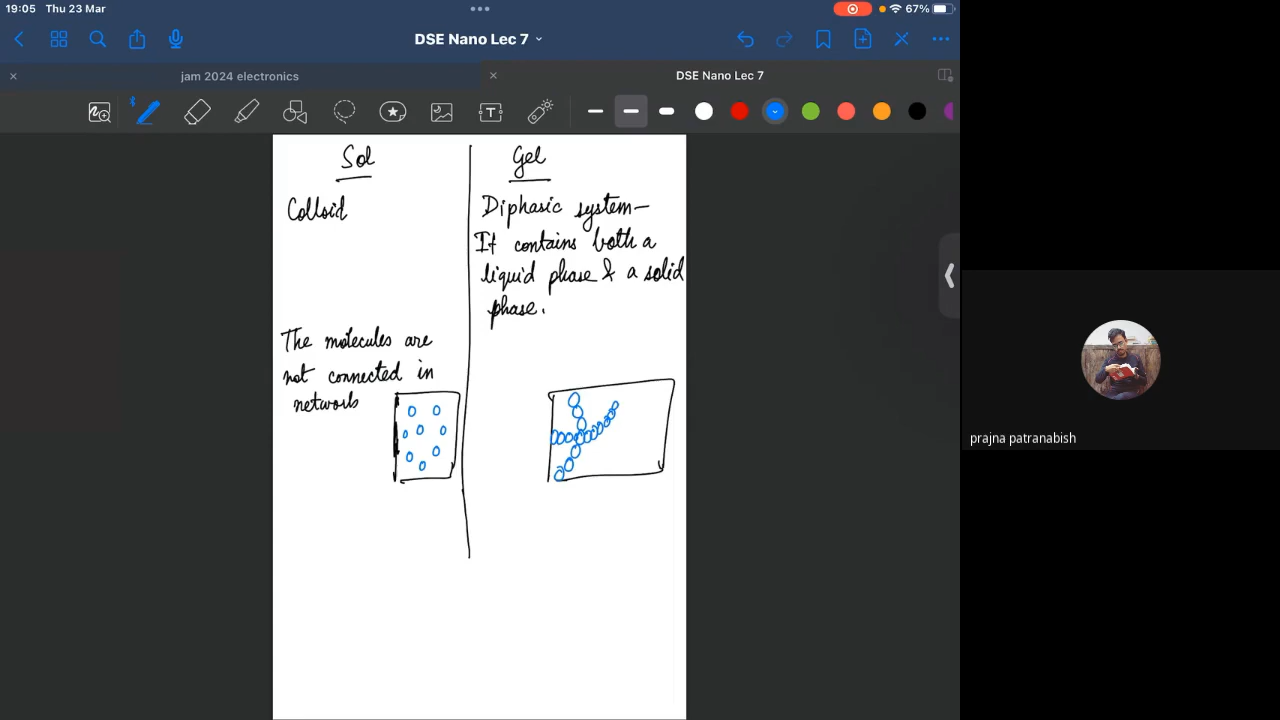 19:05 Thu 23 Mar
67%
DSE Nano Lec 7
jam 2024 electronics
DSE Nano Lec 7
Sol
Colloid
The molecules are
not connected in
network
Gel
Diphasic system—
It contains both a
liquid phase & a solid
phase.
prajna patranabish